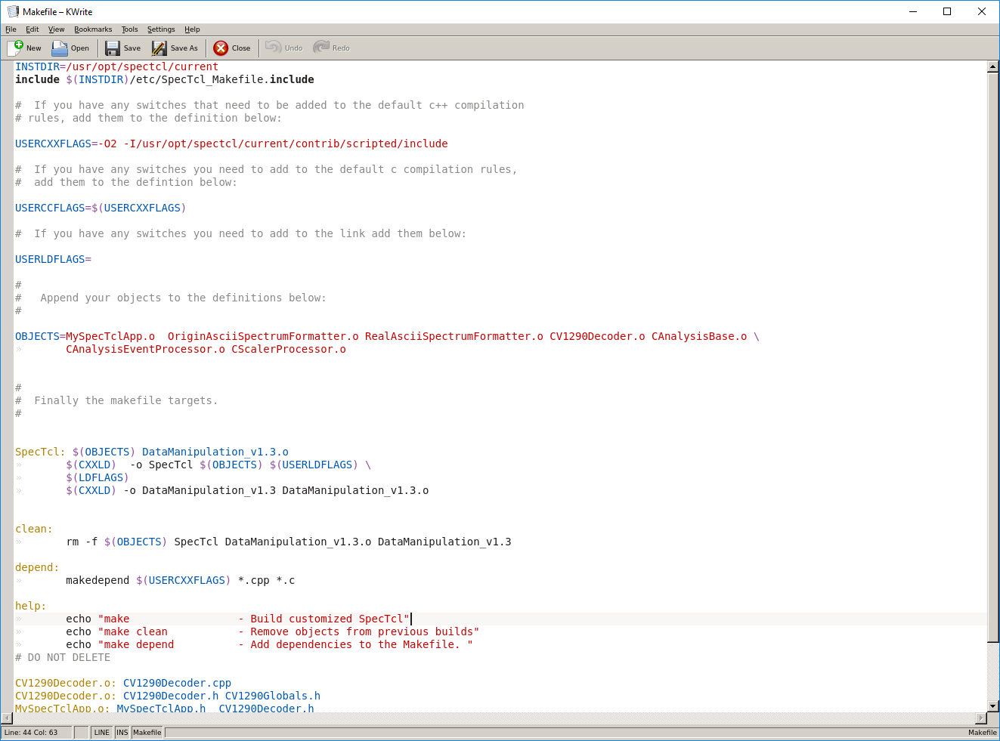 Makefile – KWrite
File Edit View Bookmarks Tools Settings Help
New Open Save Save As Close Undo Redo
INSTDIR=/usr/opt/spectcl/current
include $(INSTDIR)/etc/SpecTcl_Makefile.include
#  If you have any switches that need to be added to the default c++ compilation
# rules, add them to the definition below:
USERCXXFLAGS=-O2 -I/usr/opt/spectcl/current/contrib/scripted/include
#  If you have any switches you need to add to the default c compilation rules,
#  add them to the defintion below:
USERCCFLAGS=$(USERCXXFLAGS)
#  If you have any switches you need to add to the link add them below:
USERLDFLAGS=
#
#   Append your objects to the definitions below:
#
OBJECTS=MySpecTclApp.o  OriginAsciiSpectrumFormatter.o RealAsciiSpectrumFormatter.o CV1290Decoder.o CAnalysisBase.o \
»       CAnalysisEventProcessor.o CScalerProcessor.o
#
#  Finally the makefile targets.
#
SpecTcl: $(OBJECTS) DataManipulation_v1.3.o
»       $(CXXLD)  -o SpecTcl $(OBJECTS) $(USERLDFLAGS) \
»       $(LDFLAGS)
»       $(CXXLD) -o DataManipulation_v1.3 DataManipulation_v1.3.o
clean:
»       rm -f $(OBJECTS) SpecTcl DataManipulation_v1.3.o DataManipulation_v1.3
depend:
»       makedepend $(USERCXXFLAGS) *.cpp *.c
help:
»       echo "make                 - Build customized SpecTcl"
»       echo "make clean           - Remove objects from previous builds"
»       echo "make depend          - Add dependencies to the Makefile. "
# DO NOT DELETE
CV1290Decoder.o: CV1290Decoder.cpp
CV1290Decoder.o: CV1290Decoder.h CV1290Globals.h
MySpecTclApp.o: MySpecTclApp.h  CV1290Decoder.h
Line: 44 Col: 63 LINE INS Makefile Makefile